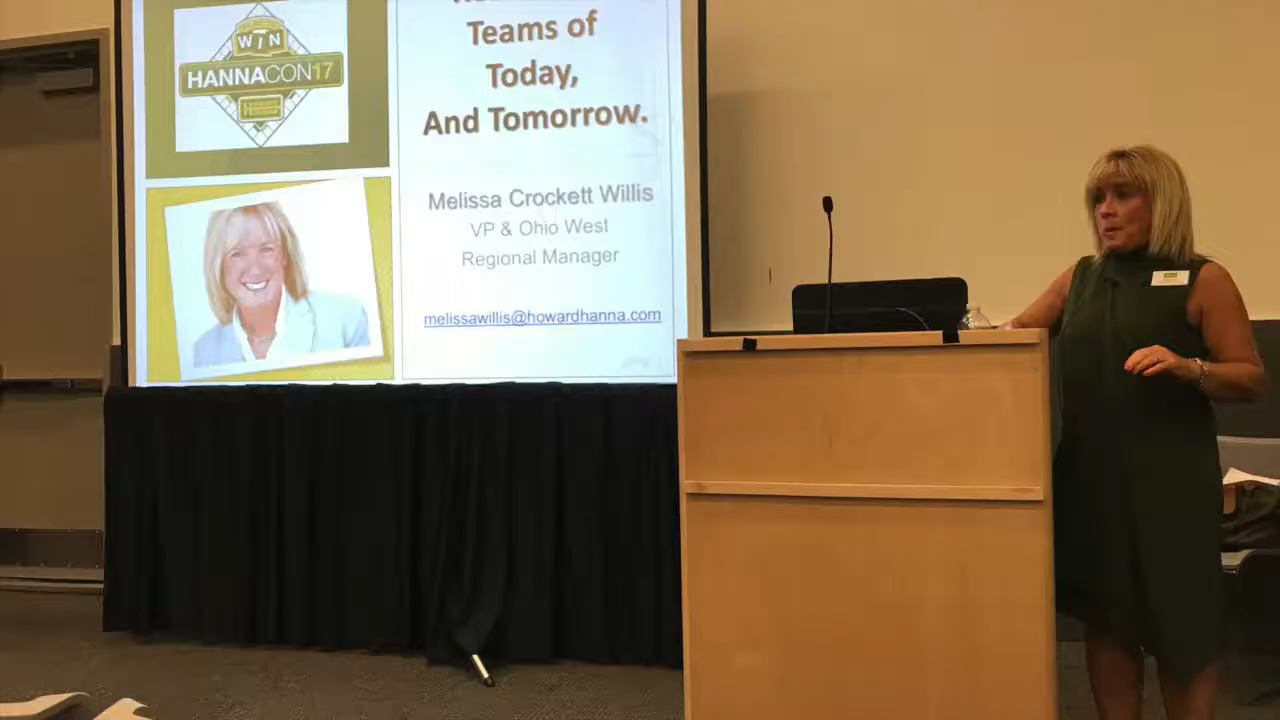 WIN
HANNACON17
Teams of
Today,
And Tomorrow.
Melissa Crockett Willis
VP & Ohio West
Regional Manager
melissawillis@howardhanna.com